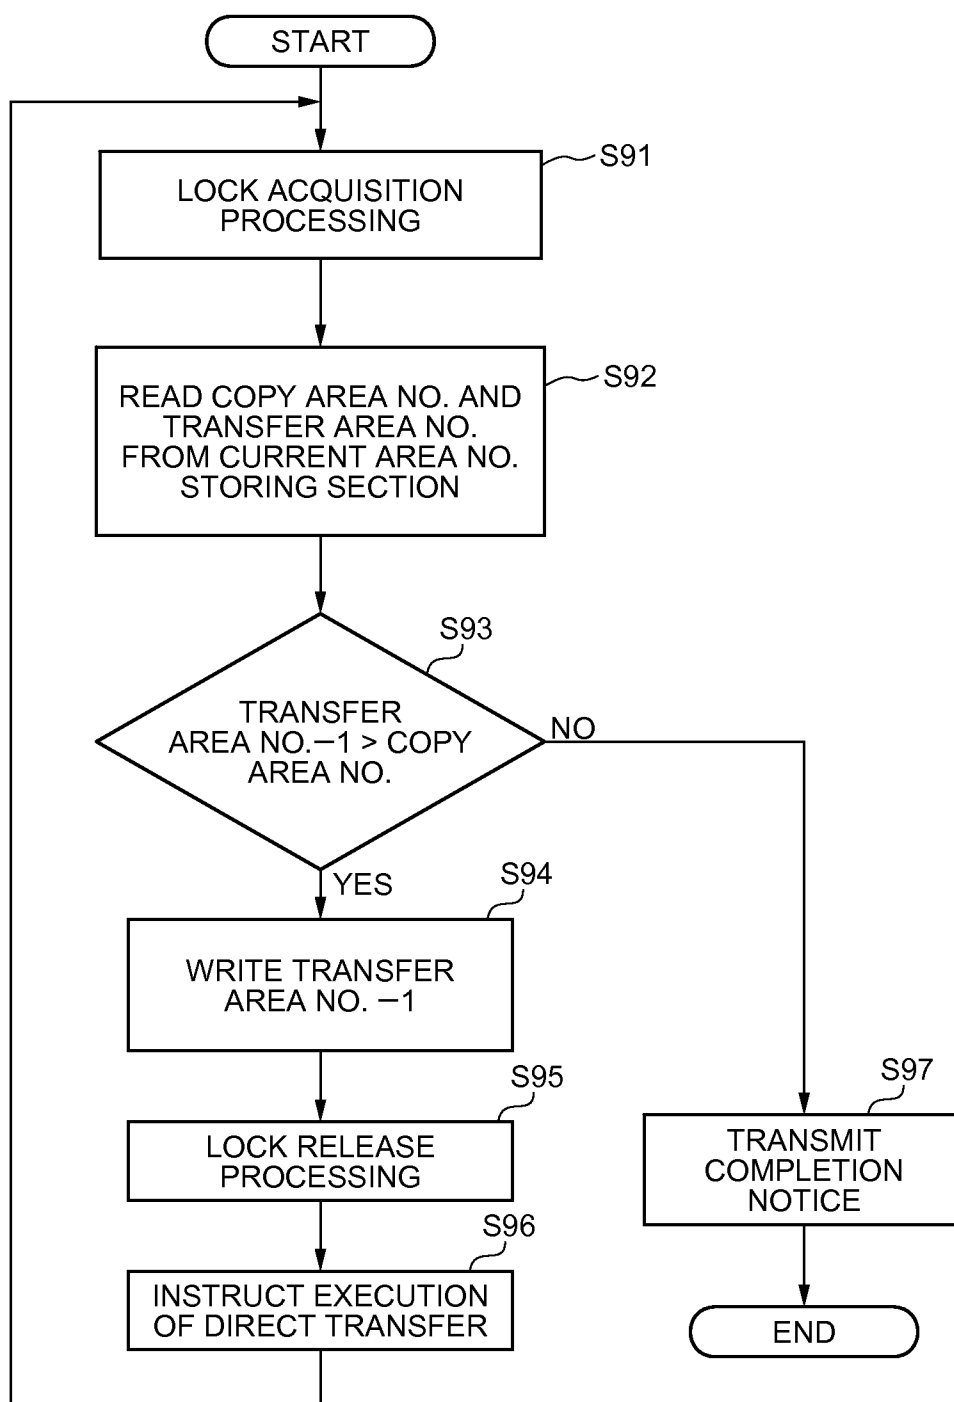 START
S91
LOCK ACQUISITION
PROCESSING
S92
READ COPY AREA NO. AND
TRANSFER AREA NO.
FROM CURRENT AREA NO.
STORING SECTION
S93
TRANSFER
AREA NO.−1 > COPY
AREA NO.
NO
YES
S94
WRITE TRANSFER
AREA NO. −1
S95
LOCK RELEASE
PROCESSING
S96
INSTRUCT EXECUTION
OF DIRECT TRANSFER
S97
TRANSMIT
COMPLETION
NOTICE
END